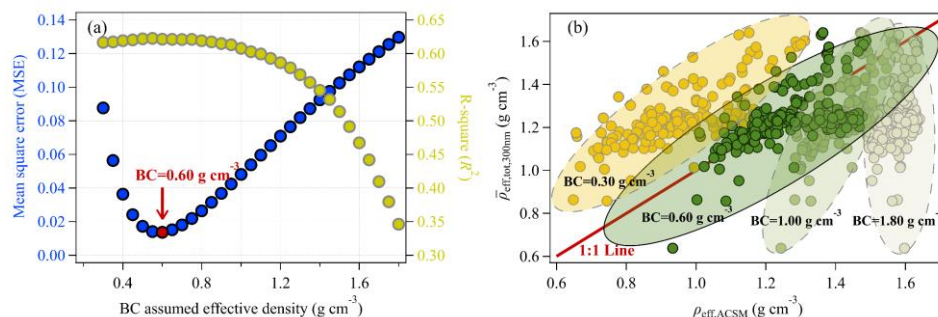 (a)
Mean square error (MSE)
0.14
0.12
0.10
0.08
0.06
0.04
0.02
0.00
BC=0.60 g cm⁻³
0.65
0.60
0.55
0.50
0.45
0.40
0.35
0.30
R-square (R²)
0.4
0.8
1.2
1.6
BC assumed effective density (g cm⁻³)
(b)
ρ̄eff,tot,300nm (g cm⁻³)
1.6
1.4
1.2
1.0
0.8
0.6
BC=0.30 g cm⁻³
BC=0.60 g cm⁻³
BC=1.00 g cm⁻³
BC=1.80 g cm⁻³
1:1 Line
0.6
0.8
1.0
1.2
1.4
1.6
ρeff,ACSM (g cm⁻³)